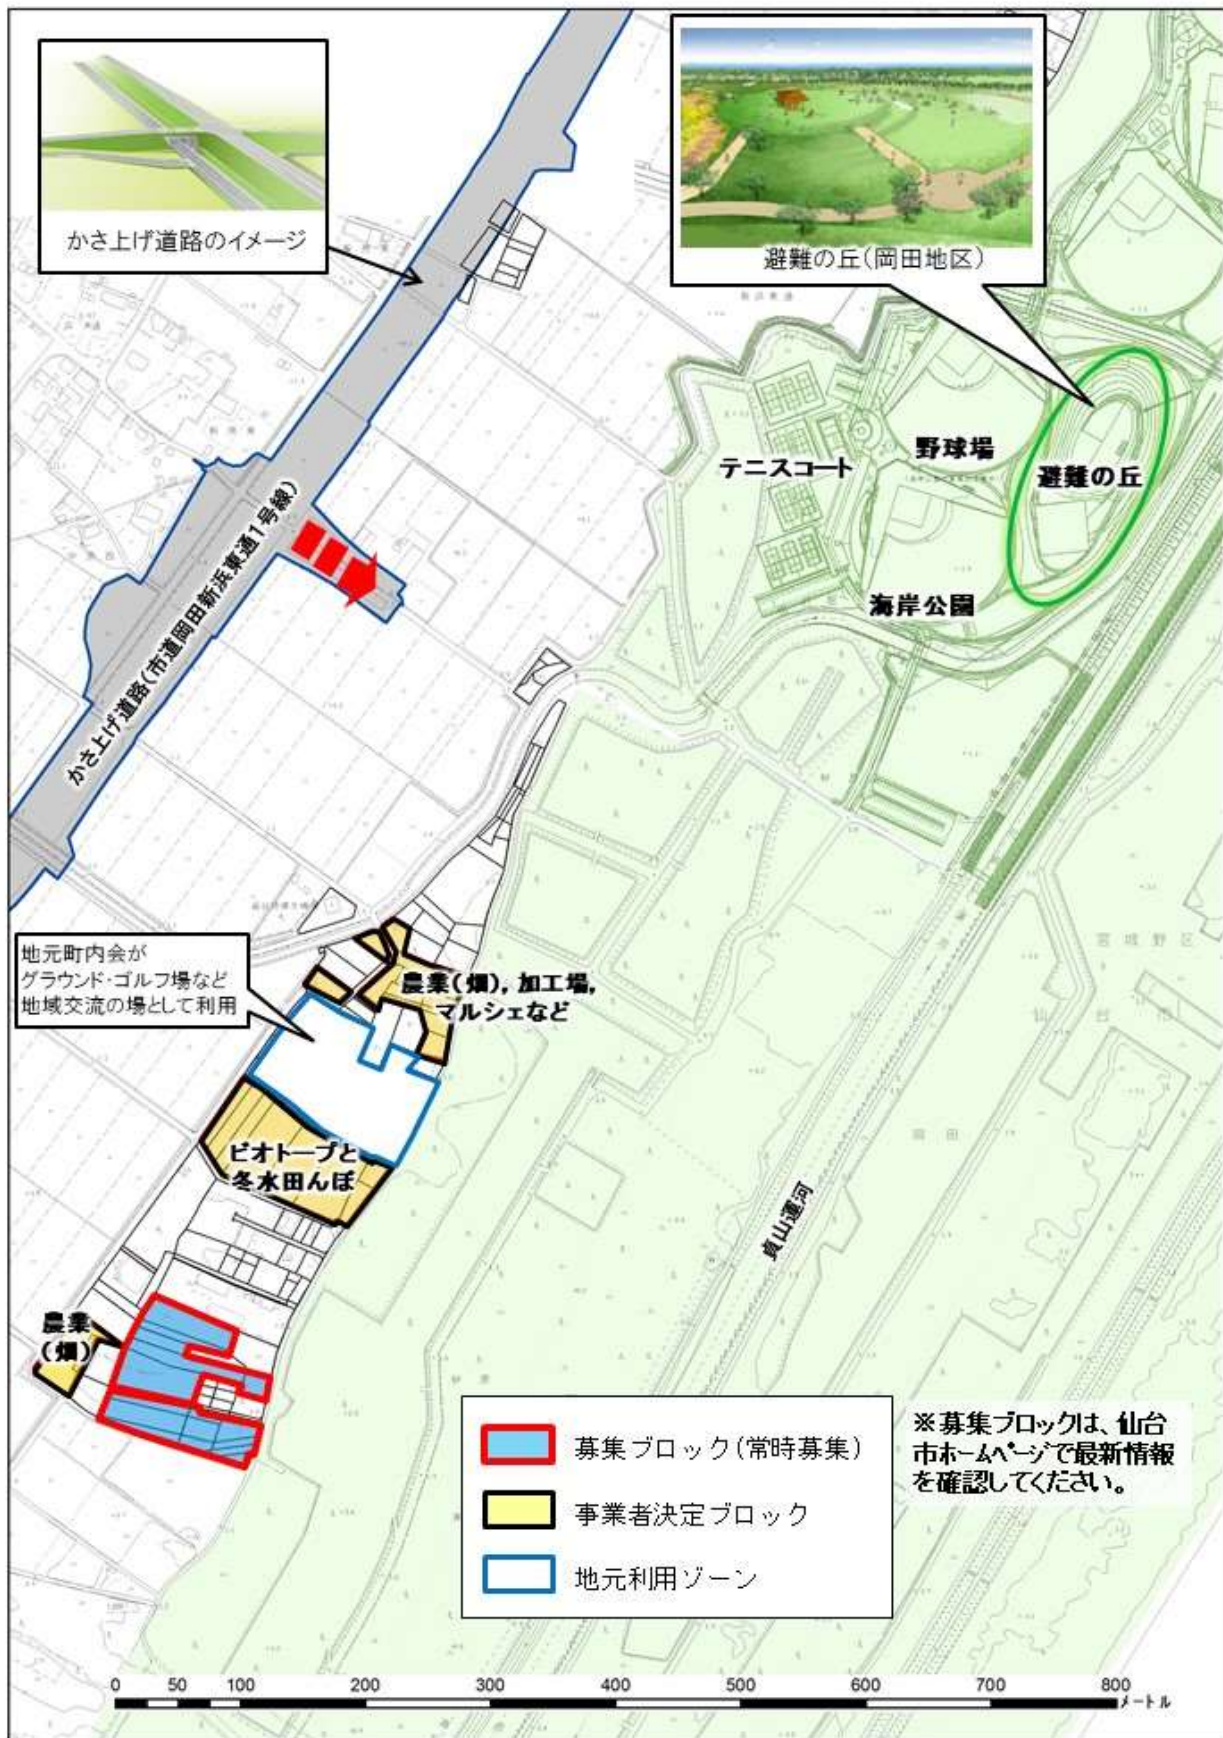 かさ上げ道路のイメージ
避難の丘(岡田地区)
野球場
テニスコート
避難の丘
海岸公園
かさ上げ道路(市道岡田新浜東通1号線)
地元町内会が
グラウンド・ゴルフ場など
地域交流の場として利用
農業(畑),加工場,
マルシェなど
宮城野区
仙台市
ビオトープと
冬水田んぼ
岡田
貞山運河
農業
(畑)
募集ブロック(常時募集)
事業者決定ブロック
地元利用ゾーン
※募集ブロックは、仙台
市ホームページで最新情報
を確認してください。
0 50 100 200 300 400 500 600 700 800
メートル